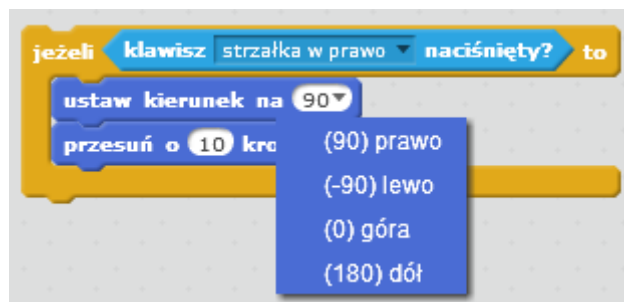 jeżeli klawisz strzałka w prawo naciśnięty? to
ustaw kierunek na 90
przesuń o 10
(90) prawo
(-90) lewo
(0) góra
(180) dół